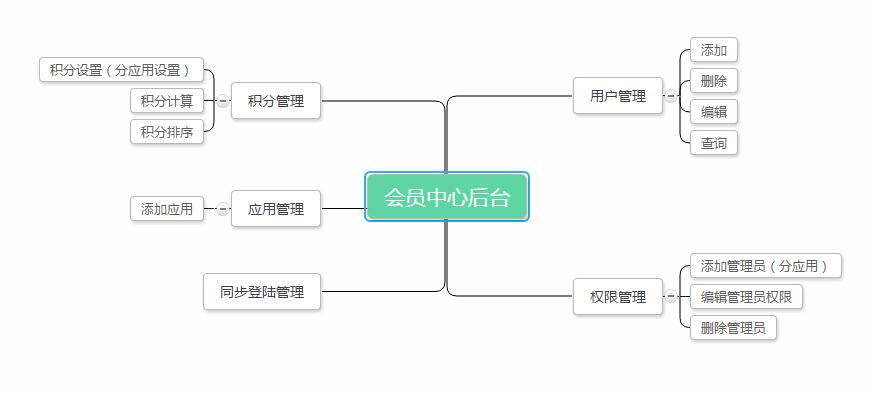 会员中心后台
用户管理
添加
删除
编辑
查询
权限管理
添加管理员（分应用）
编辑管理员权限
删除管理员
积分管理
积分设置（分应用设置）
积分计算
积分排序
应用管理
添加应用
同步登陆管理